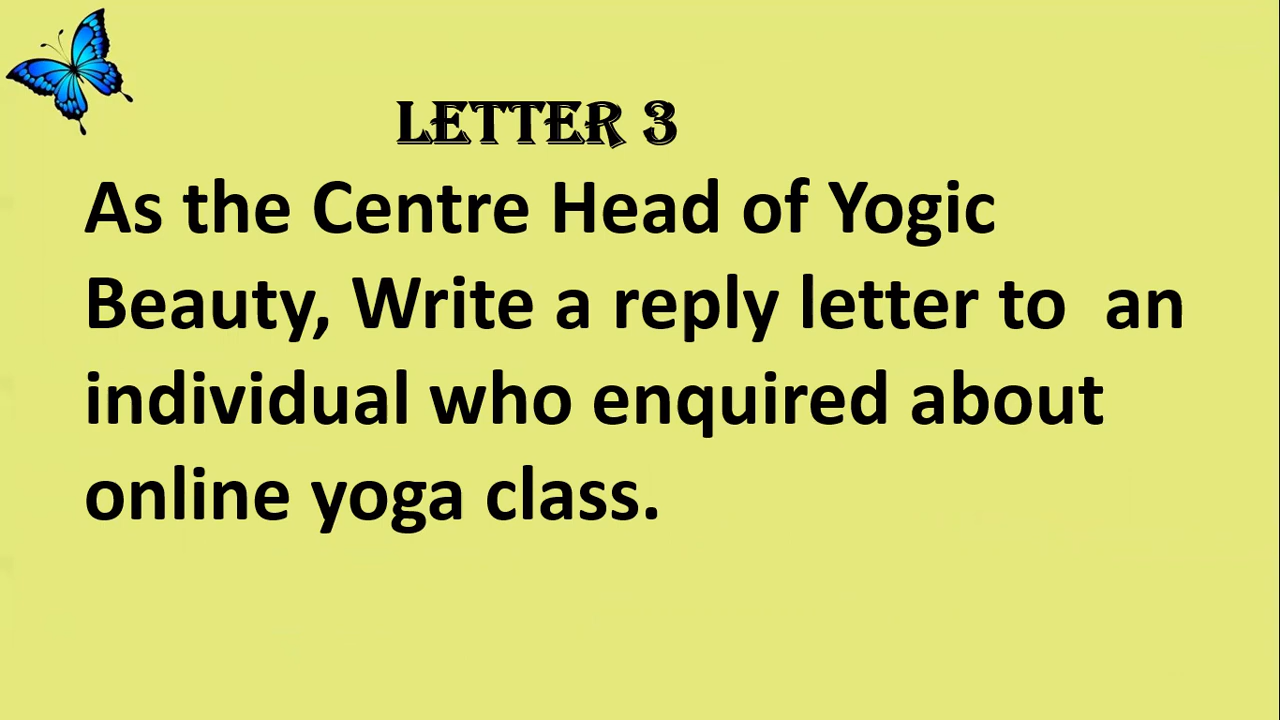 LETTER 3
As the Centre Head of Yogic
Beauty, Write a reply letter to  an
individual who enquired about
online yoga class.